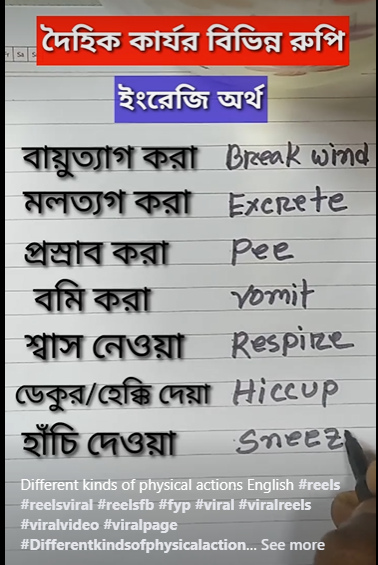 দৈহিক কার্যর বিভিন্ন রুপি
ইংরেজি অর্থ
বায়ুত্যাগ করা Break wind
মলত্যগ করা Excrete
প্রস্রাব করা Pee
বমি করা vomit
শ্বাস নেওয়া Respire
ডেকুর/হেক্কি দেয়া Hiccup
হাঁচি দেওয়া Sneez
Different kinds of physical actions English #reels
#reelsviral #reelsfb #fyp #viral #viralreels
#viralvideo #viralpage
#Differentkindsofphysicalaction... See more